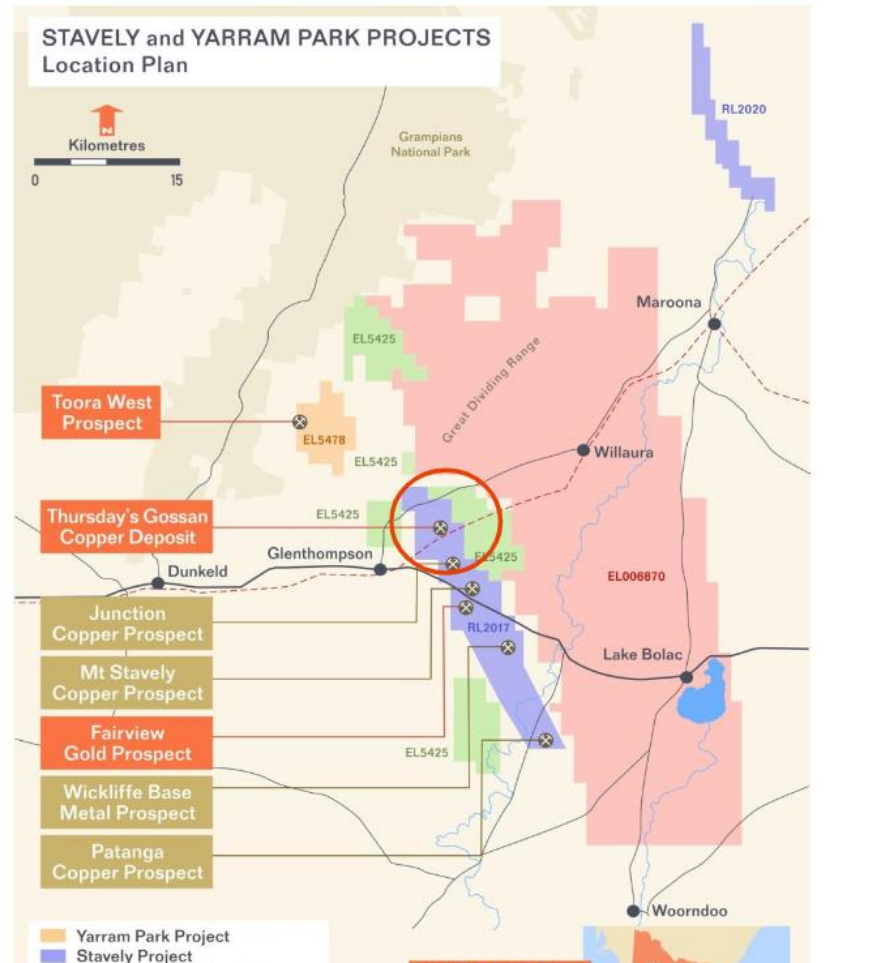 STAVELY and YARRAM PARK PROJECTS
Location Plan
N
Kilometres
0
15
Grampians
National Park
RL2020
Maroona
EL5425
Great Dividing Range
Toora West
Prospect
EL5478
EL5425
Willaura
Thursday's Gossan
Copper Deposit
EL5425
Glenthompson
EL5425
Dunkeld
EL006870
Junction
Copper Prospect
RL2017
Lake Bolac
Mt Stavely
Copper Prospect
Fairview
Gold Prospect
EL5425
Wickliffe Base
Metal Prospect
Patanga
Copper Prospect
Woorndoo
Yarram Park Project
Stavely Project